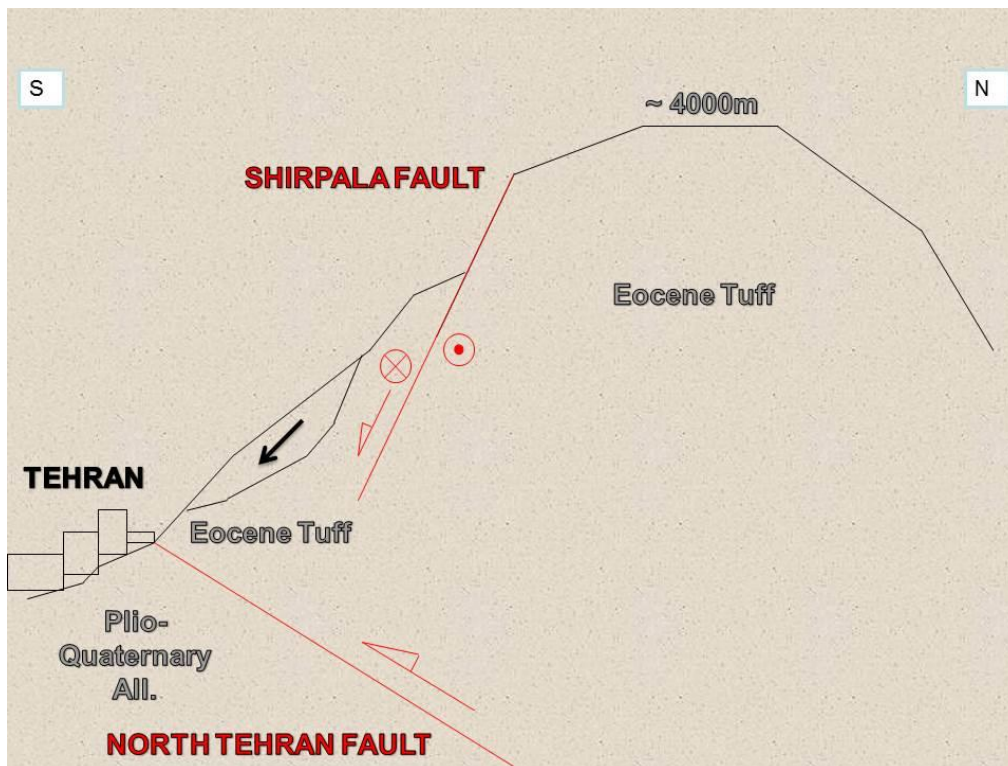 S
N
~ 4000m
SHIRPALA FAULT
Eocene Tuff
TEHRAN
Eocene Tuff
Plio-
Quaternary
All.
NORTH TEHRAN FAULT